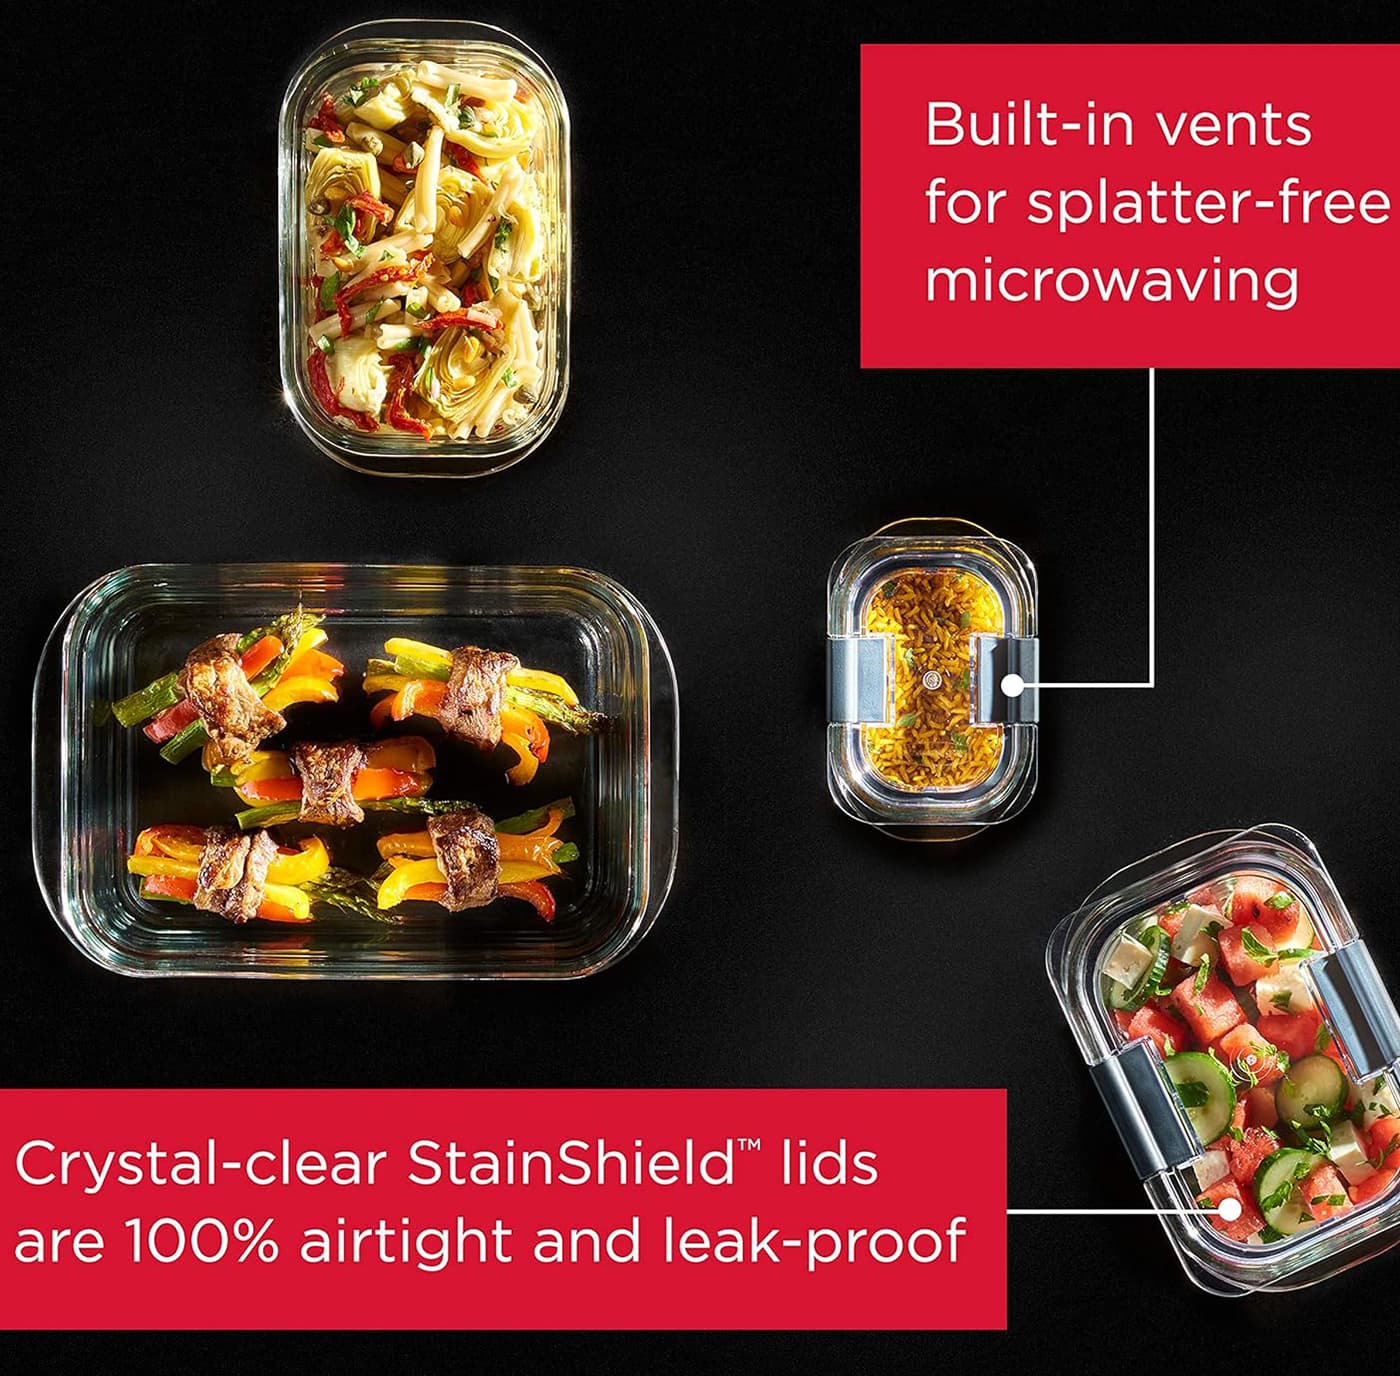 Built-in vents
for splatter-free
microwaving
Crystal-clear StainShield™ lids
are 100% airtight and leak-proof